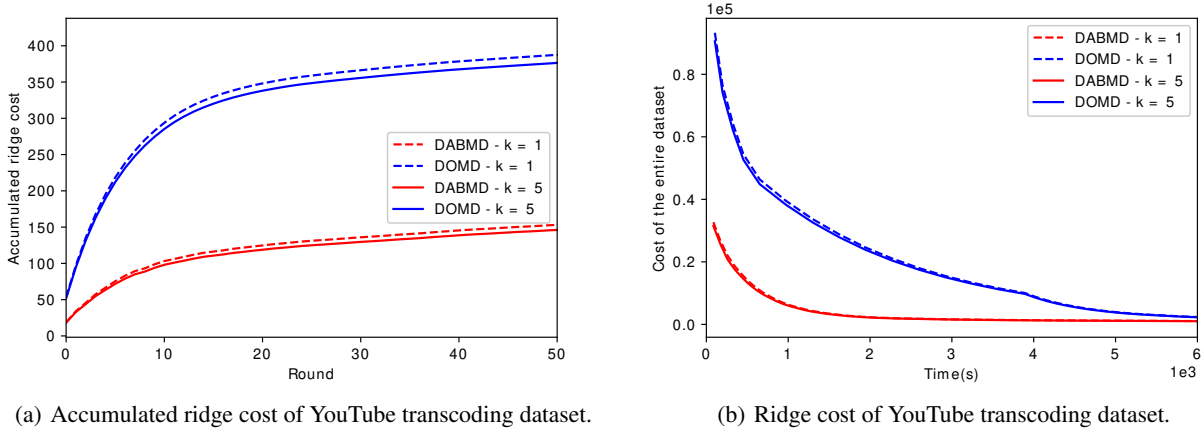 400
350
300
250
200
150
100
50
0
Accumulated ridge cost
0 10 20 30 40 50
Round
DABMD - k = 1
DOMD - k = 1
DABMD - k = 5
DOMD - k = 5
(a) Accumulated ridge cost of YouTube transcoding dataset.
1e5
0.8
0.6
0.4
0.2
0.0
Cost of the entire dataset
0 1 2 3 4 5 6
1e3
Time(s)
DABMD - k = 1
DOMD - k = 1
DABMD - k = 5
DOMD - k = 5
(b) Ridge cost of YouTube transcoding dataset.